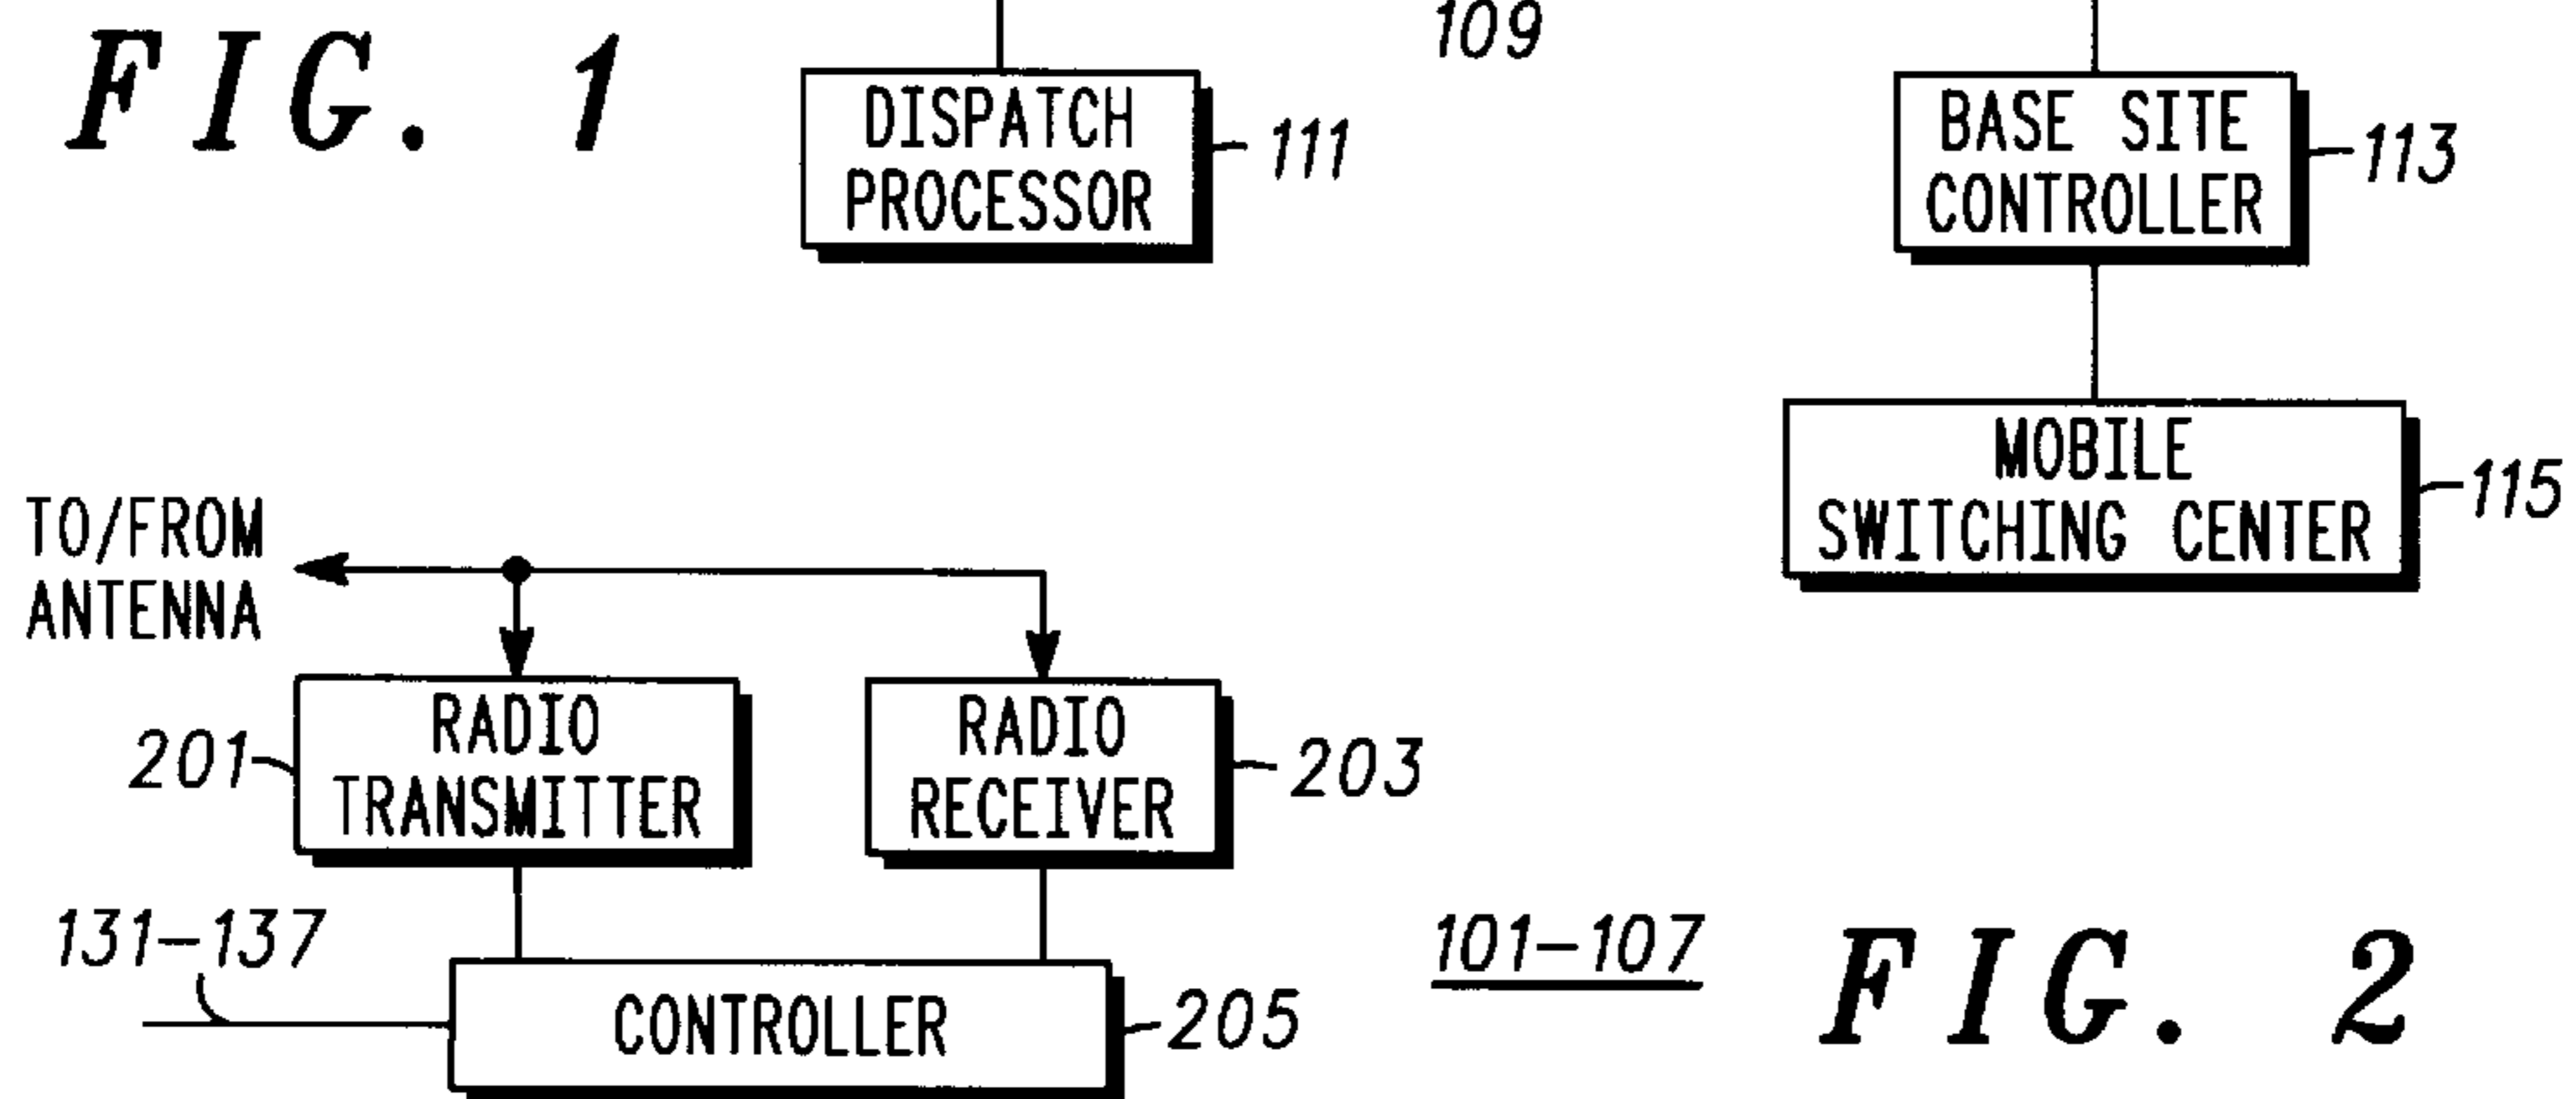 FIG. 1
109
DISPATCH
PROCESSOR
111
BASE SITE
CONTROLLER
113
MOBILE
SWITCHING CENTER
115
TO/FROM
ANTENNA
RADIO
TRANSMITTER
201
RADIO
RECEIVER
203
131-137
CONTROLLER
205
101-107
FIG. 2